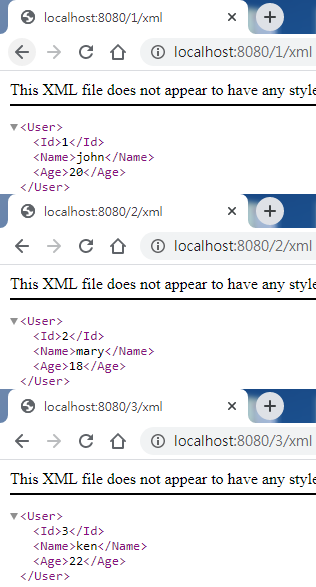 localhost:8080/1/xml
localhost:8080/1/xml
This XML file does not appear to have any style
<User>
<Id>1</Id>
<Name>john</Name>
<Age>20</Age>
</User>
localhost:8080/2/xml
localhost:8080/2/xml
This XML file does not appear to have any style
<User>
<Id>2</Id>
<Name>mary</Name>
<Age>18</Age>
</User>
localhost:8080/3/xml
localhost:8080/3/xml
This XML file does not appear to have any style
<User>
<Id>3</Id>
<Name>ken</Name>
<Age>22</Age>
</User>